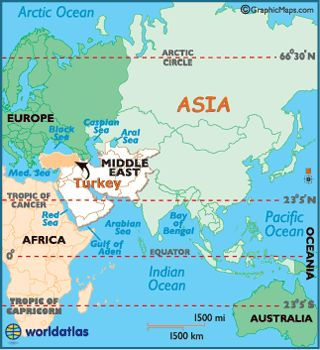 Arctic Ocean
©GraphicMaps.com
ARCTIC
CIRCLE
66°30'N
ASIA
EUROPE
Caspian
Sea
Black
Sea
Aral
Sea
MIDDLE
EAST
Med. Sea
Turkey
TROPIC OF
CANCER
23°5'N
Red
Sea
Arabian
Sea
Bay of
Bengal
Pacific
Ocean
OCEANIA
AFRICA
Gulf of
Aden
EQUATOR
0°
Indian
Ocean
TROPIC OF
CAPRICORN
23°5'S
1500 mi
1500 km
AUSTRALIA
worldatlas